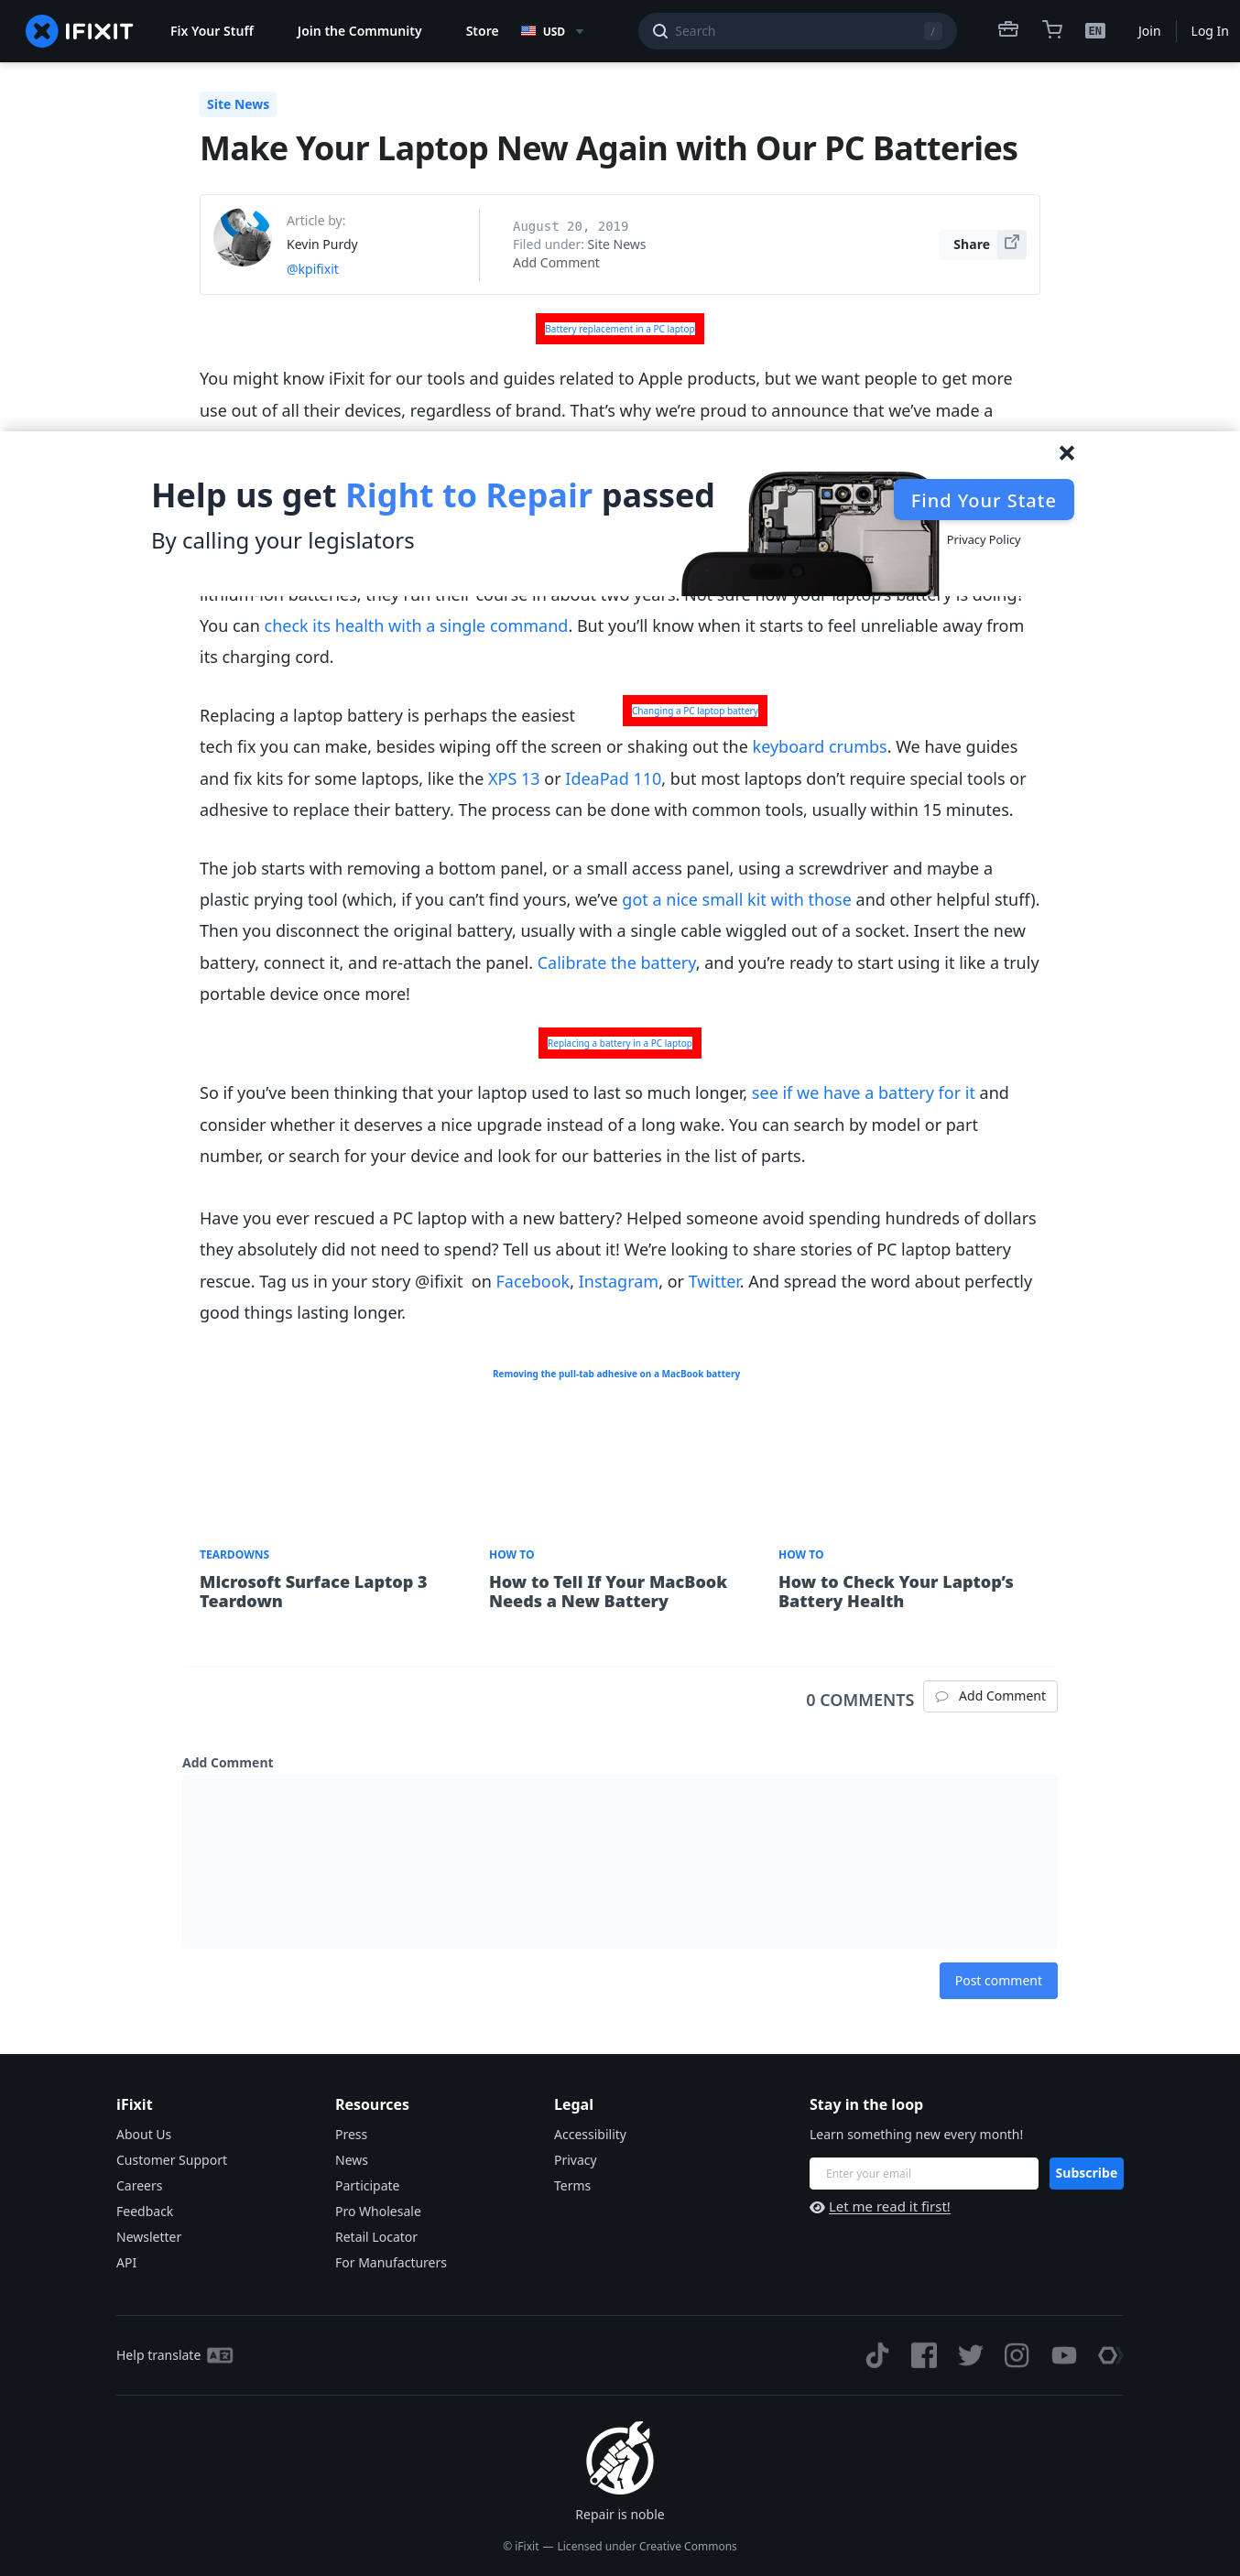 IFIXIT
Fix Your Stuff
Join the Community
Store
USD
Search
/
EN
Join
Log In
Site News
Make Your Laptop New Again with Our PC Batteries
Article by:
Kevin Purdy
@kpifixit
August 20, 2019
Filed under: Site News
Add Comment
Share
Battery replacement in a PC laptop
You might know iFixit for our tools and guides related to Apple products, but we want people to get more
use out of all their devices, regardless of brand. That’s why we’re proud to announce that we’ve made a
Help us get Right to Repair passed
By calling your legislators
Find Your State
Privacy Policy
lithium-ion batteries, they run their course in about two years. Not sure how your laptop’s battery is doing?
You can check its health with a single command. But you’ll know when it starts to feel unreliable away from
its charging cord.
Replacing a laptop battery is perhaps the easiest
Changing a PC laptop battery
tech fix you can make, besides wiping off the screen or shaking out the keyboard crumbs. We have guides
and fix kits for some laptops, like the XPS 13 or IdeaPad 110, but most laptops don’t require special tools or
adhesive to replace their battery. The process can be done with common tools, usually within 15 minutes.
The job starts with removing a bottom panel, or a small access panel, using a screwdriver and maybe a
plastic prying tool (which, if you can’t find yours, we’ve got a nice small kit with those and other helpful stuff).
Then you disconnect the original battery, usually with a single cable wiggled out of a socket. Insert the new
battery, connect it, and re-attach the panel. Calibrate the battery, and you’re ready to start using it like a truly
portable device once more!
Replacing a battery in a PC laptop
So if you’ve been thinking that your laptop used to last so much longer, see if we have a battery for it and
consider whether it deserves a nice upgrade instead of a long wake. You can search by model or part
number, or search for your device and look for our batteries in the list of parts.
Have you ever rescued a PC laptop with a new battery? Helped someone avoid spending hundreds of dollars
they absolutely did not need to spend? Tell us about it! We’re looking to share stories of PC laptop battery
rescue. Tag us in your story @ifixit on Facebook, Instagram, or Twitter. And spread the word about perfectly
good things lasting longer.
Removing the pull-tab adhesive on a MacBook battery
TEARDOWNS
Microsoft Surface Laptop 3
Teardown
HOW TO
How to Tell If Your MacBook
Needs a New Battery
HOW TO
How to Check Your Laptop’s
Battery Health
0 COMMENTS
Add Comment
Add Comment
Post comment
iFixit
About Us
Customer Support
Careers
Feedback
Newsletter
API
Resources
Press
News
Participate
Pro Wholesale
Retail Locator
For Manufacturers
Legal
Accessibility
Privacy
Terms
Stay in the loop
Learn something new every month!
Enter your email
Subscribe
Let me read it first!
Help translate
Repair is noble
© iFixit — Licensed under Creative Commons